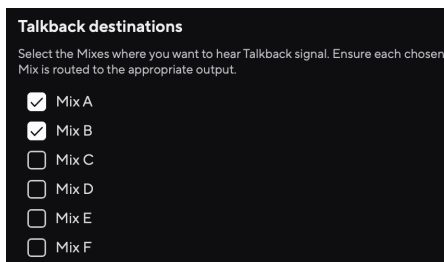 Talkback destinations
Select the Mixes where you want to hear Talkback signal. Ensure each chosen
Mix is routed to the appropriate output.
Mix A
Mix B
Mix C
Mix D
Mix E
Mix F